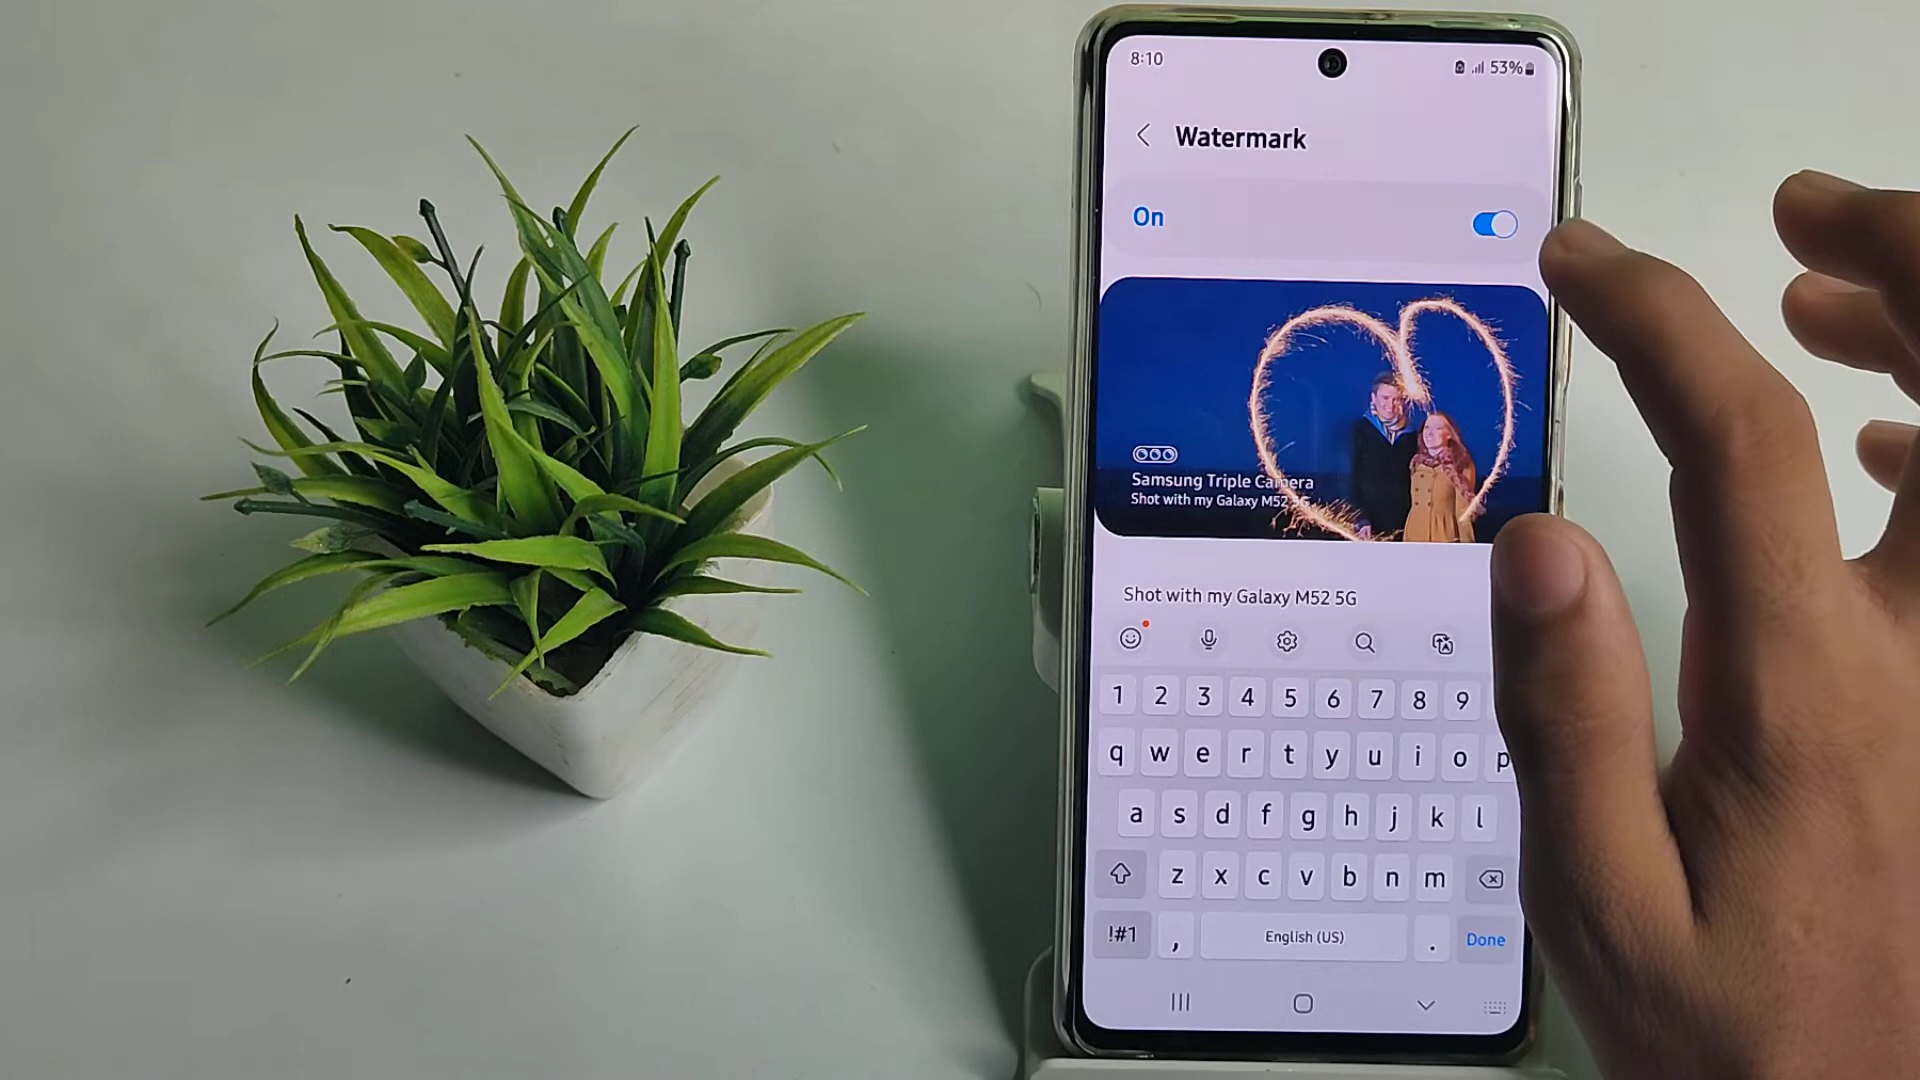 8:10
53%
Watermark
On
Samsung Triple Camera
Shot with my Galaxy M52 5G
Shot with my Galaxy M52 5G
1 2 3 4 5 6 7 8 9
q w e r t y u i o p
a s d f g h j k l
z x c v b n m
!#1 , English (US) . Done